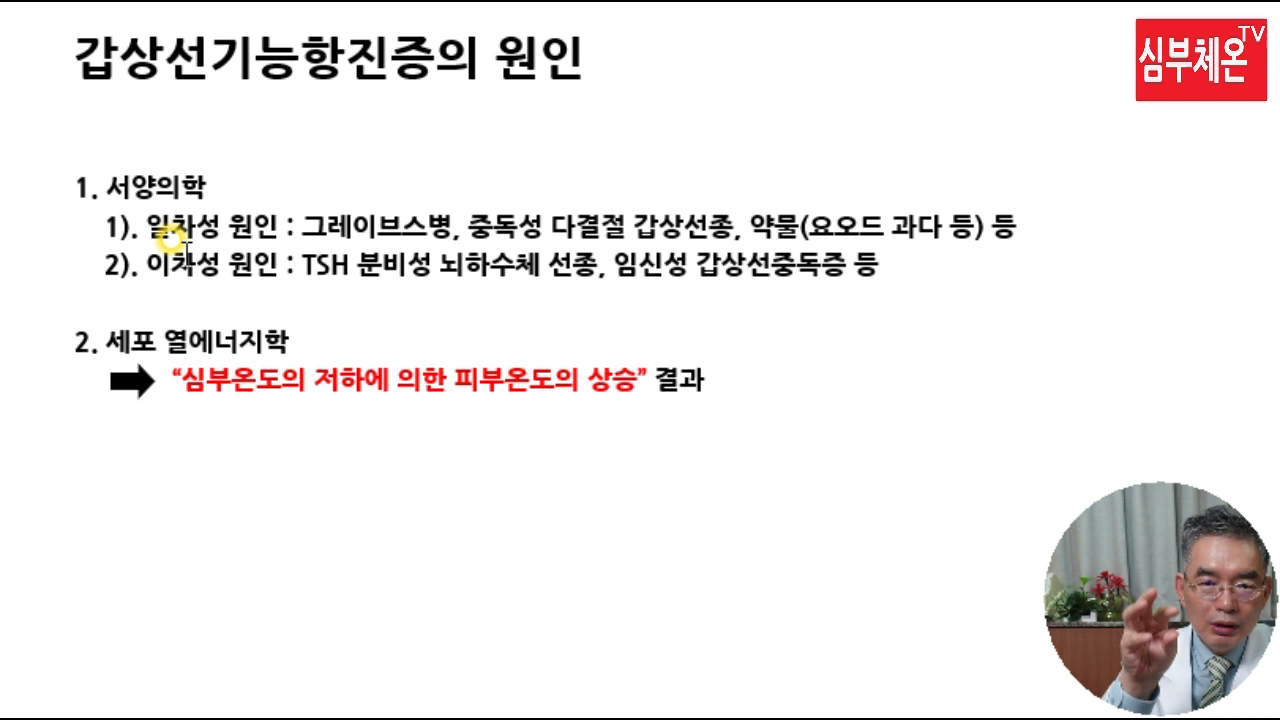 갑상선기능항진증의 원인
심부체온TV
1. 서양의학
1). 일차성 원인 : 그레이브스병, 중독성 다결절 갑상선종, 약물(요오드 과다 등) 등
2). 이차성 원인 : TSH 분비성 뇌하수체 선종, 임신성 갑상선중독증 등
2. 세포 열에너지학
➡ “심부온도의 저하에 의한 피부온도의 상승” 결과